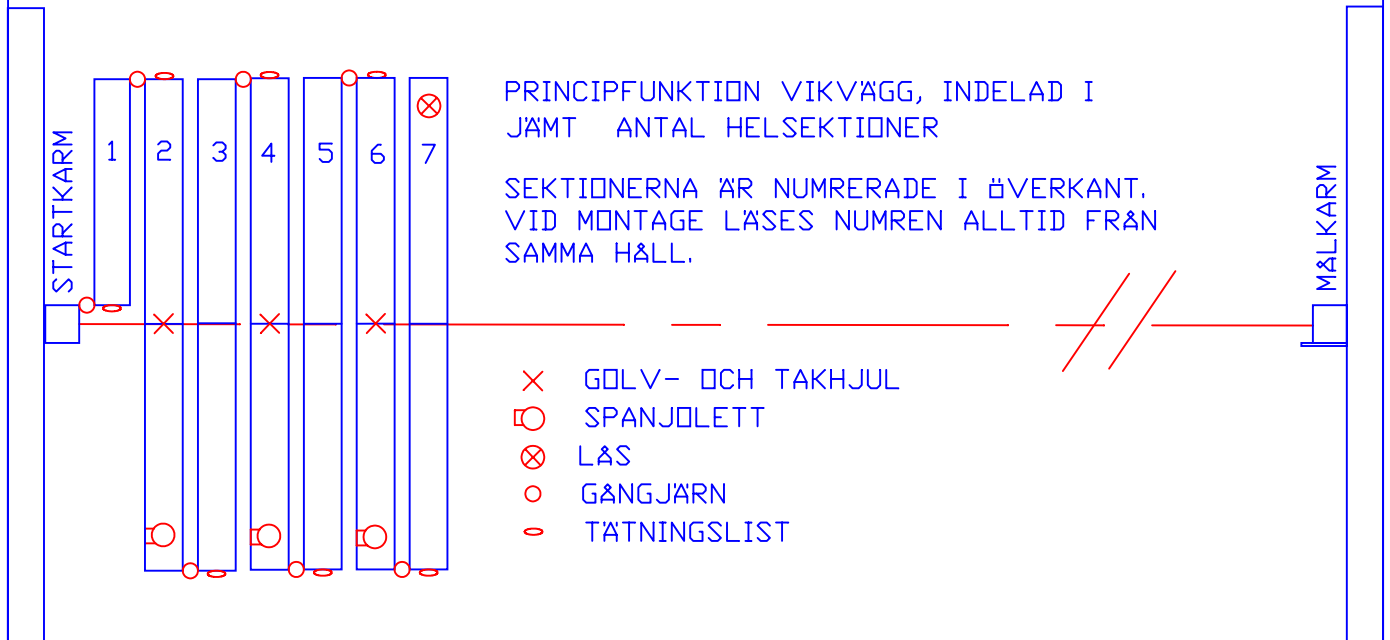 PRINCIPFUNKTION VIKVÄGG, INDELAD I
JÄMT ANTAL HELSEKTIONER
SEKTIONERNA ÄR NUMRERADE I ÖVERKANT.
VID MONTAGE LÄSES NUMREN ALLTID FRÅN
SAMMA HÅLL.
STARTKARM
1 2 3 4 5 6 7
MÅLKARM
GOLV- OCH TAKHJUL
SPANJOLETT
LÅS
GÅNGJÄRN
TÄTNINGSLIST